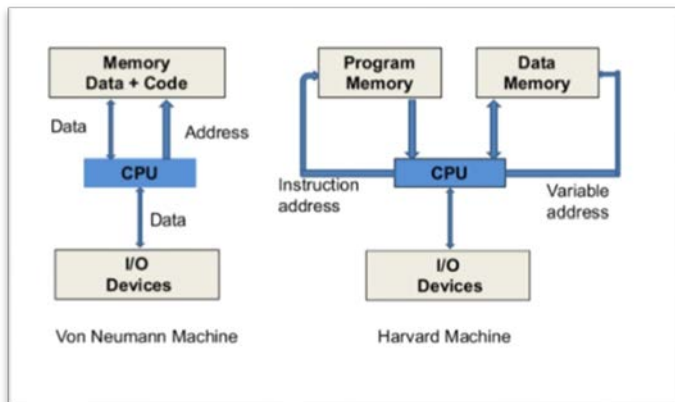 Memory
Data + Code
Data
Address
CPU
Data
I/O
Devices
Von Neumann Machine
Program
Memory
Data
Memory
CPU
Instruction
address
Variable
address
I/O
Devices
Harvard Machine